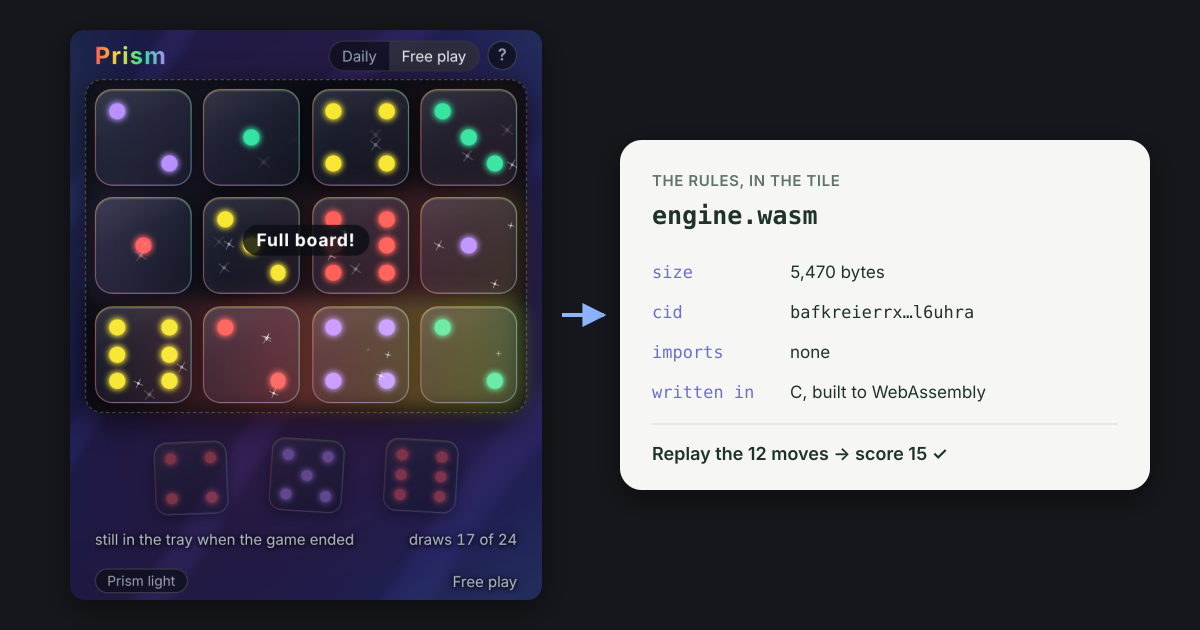 Prism
Daily Free play ?
Full board!
still in the tray when the game ended
draws 17 of 24
Prism light
Free play
THE RULES, IN THE TILE
engine.wasm
size 5,470 bytes
cid bafkreierrx…l6uhra
imports none
written in C, built to WebAssembly
Replay the 12 moves → score 15 ✓